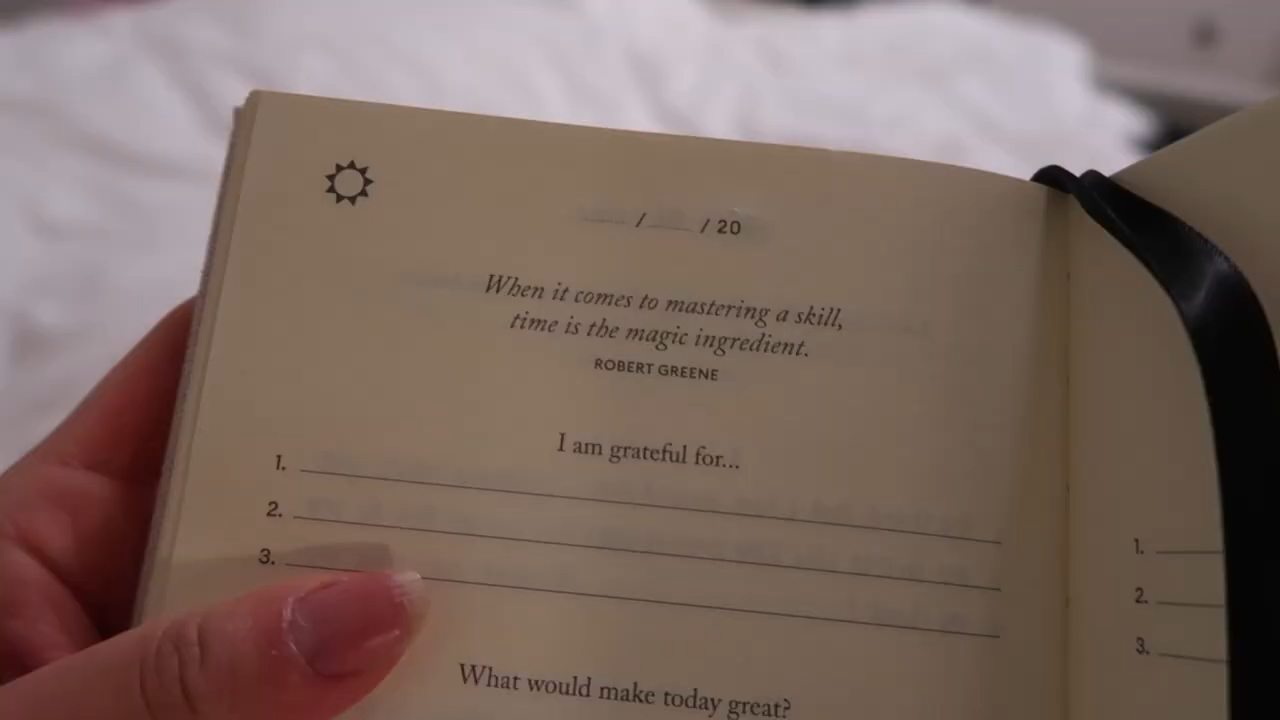 / / 20
When it comes to mastering a skill,
time is the magic ingredient.
ROBERT GREENE
I am grateful for...
1.
2.
3.
What would make today great?
1.
2.
3.